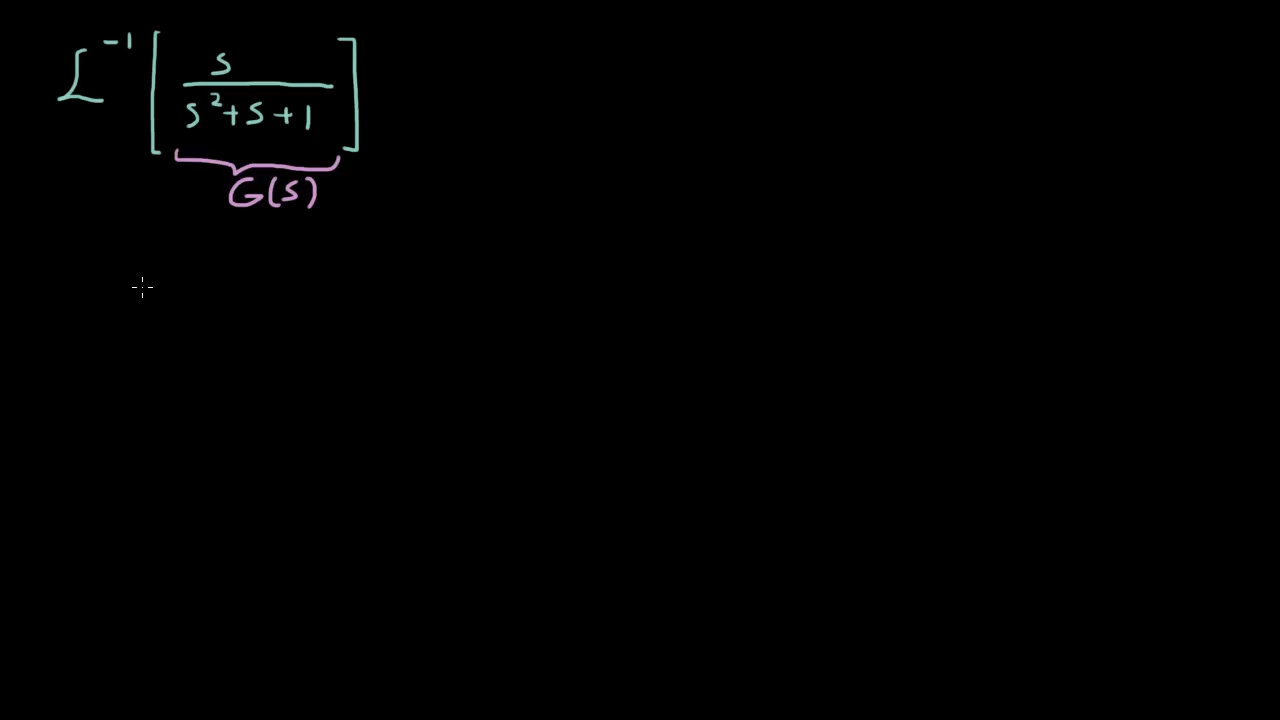 ℒ⁻¹ [ s / (s² + s + 1) ]
G(s)